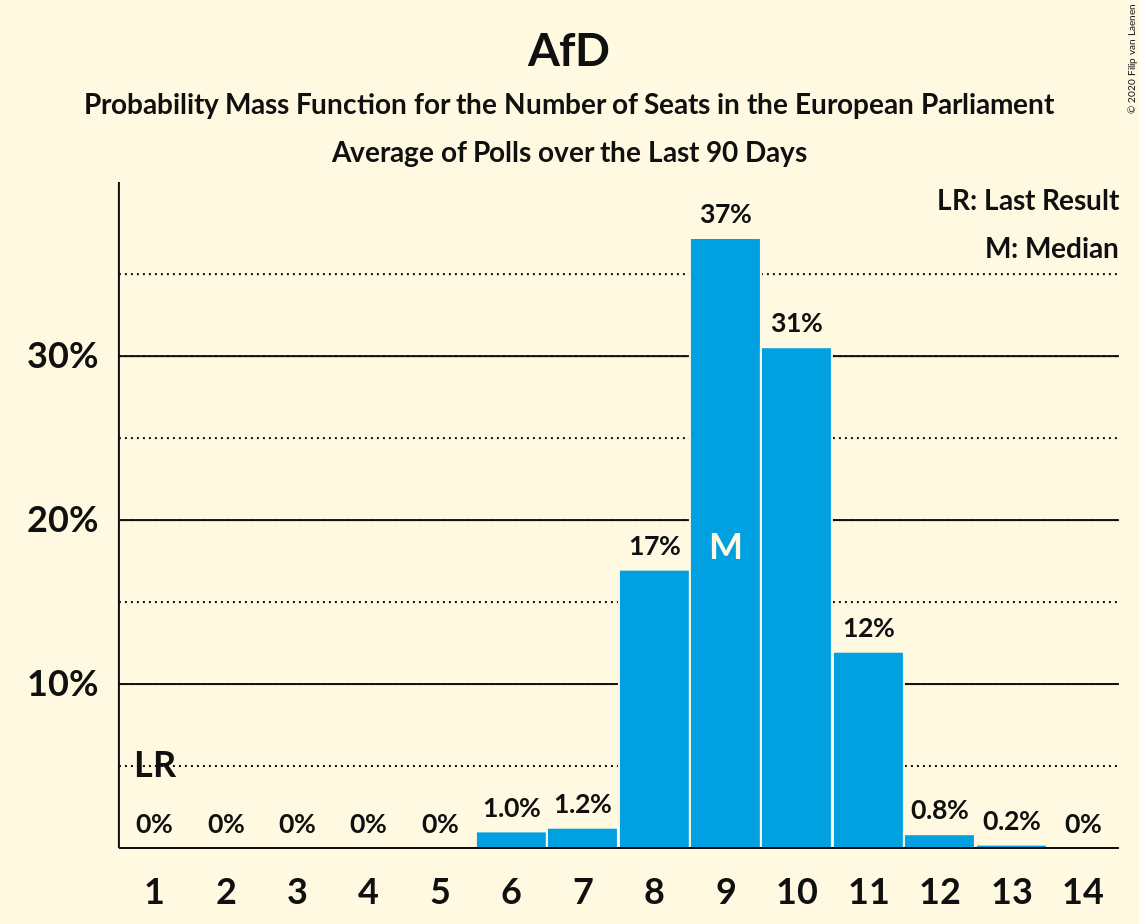 AfD
Probability Mass Function for the Number of Seats in the European Parliament
Average of Polls over the Last 90 Days
© 2020 Filip van Laenen
LR: Last Result
M: Median
37%
31%
30%
20%
17%
M
12%
10%
LR
0%
0%
0%
0%
0%
1.0%
1.2%
0.8%
0.2%
0%
1 2 3 4 5 6 7 8 9 10 11 12 13 14